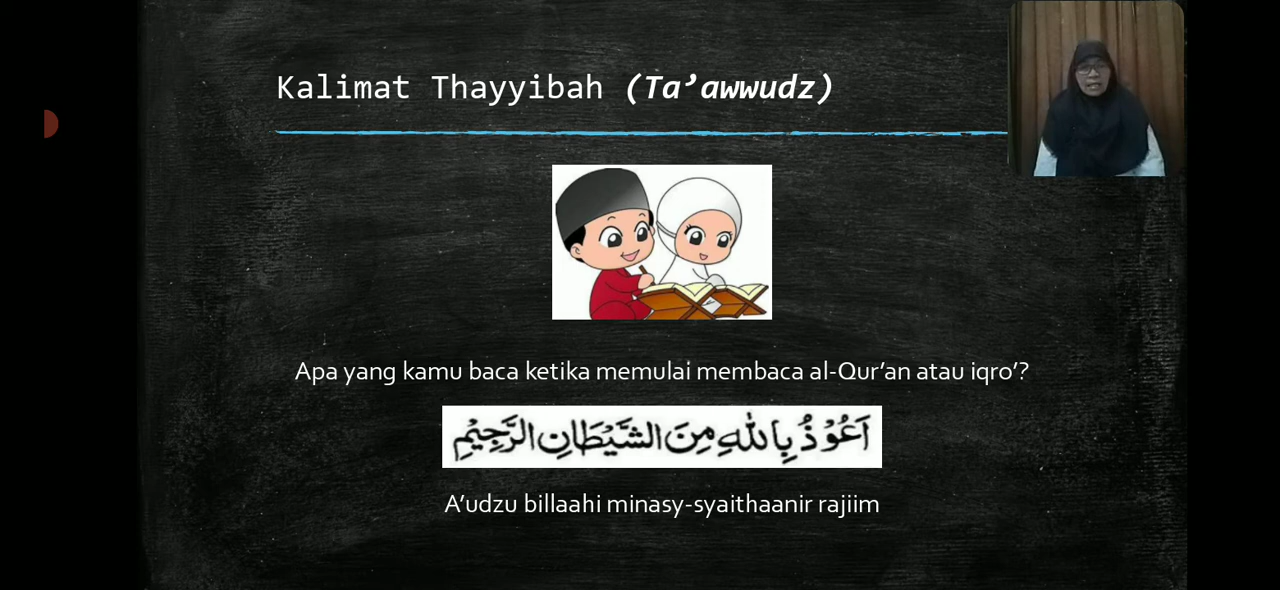 Kalimat Thayyibah (Ta’awwudz)
Apa yang kamu baca ketika memulai membaca al-Qur’an atau iqro’?
اَعُوْذُ بِاللهِ مِنَ الشَّيْطَانِ الرَّجِيْمِ
A’udzu billaahi minasy-syaithaanir rajiim